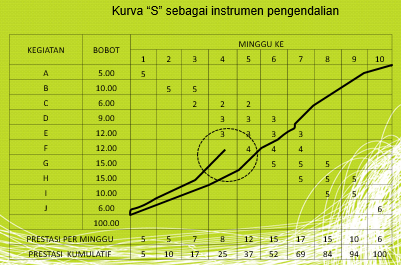 Kurva “S” sebagai instrumen pengendalian
KEGIATAN BOBOT MINGGU KE
1 2 3 4 5 6 7 8 9 10
A 5.00 5
B 10.00 5 5
C 6.00 2 2 2
D 9.00 3 3 3
E 12.00 3 3 3 3
F 12.00 4 4 4
G 15.00 5 5 5
H 15.00 5 5 5
I 10.00 5 5
J 6.00 6
100.00
PRESTASI PER MINGGU 5 5 7 8 12 15 17 15 10 6
PRESTASI KUMULATIF 5 10 17 25 37 52 69 84 94 100